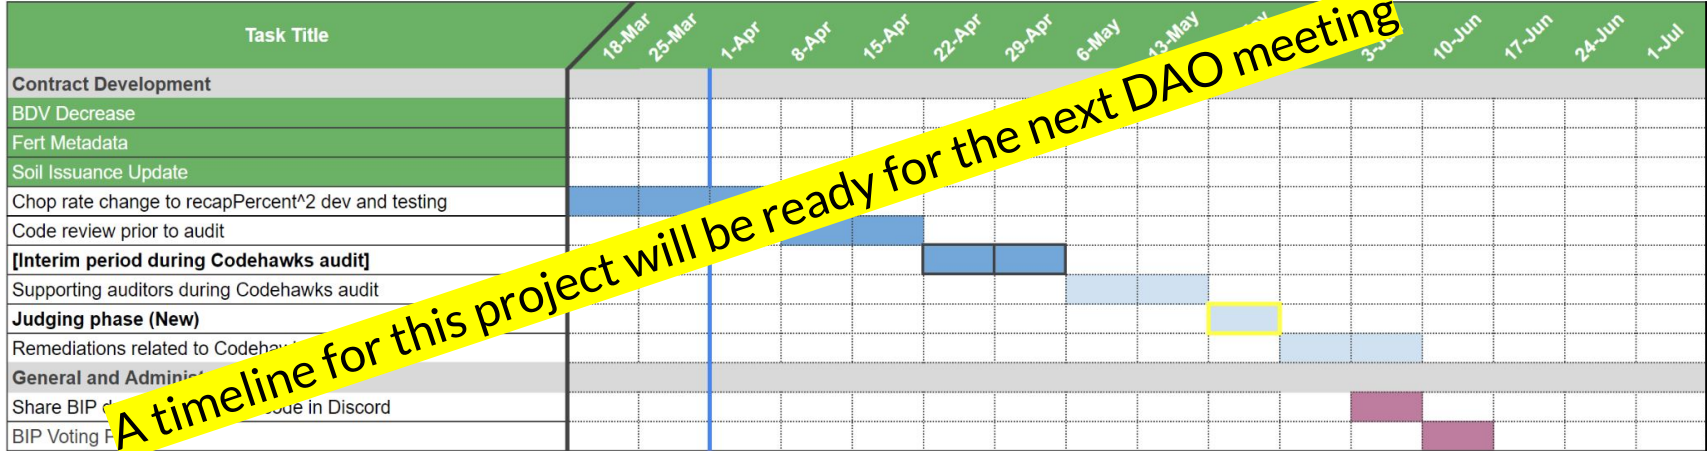 Task Title
18-Mar
25-Mar
1-Apr
8-Apr
15-Apr
22-Apr
29-Apr
6-May
13-May
10-Jun
17-Jun
24-Jun
1-Jul
A timeline for this project will be ready for the next DAO meeting
Contract Development
BDV Decrease
Fert Metadata
Soil Issuance Update
Chop rate change to recapPercent^2 dev and testing
Code review prior to audit
[Interim period during Codehawks audit]
Supporting auditors during Codehawks audit
Judging phase (New)
Remediations related to
General and
Share BIP in Discord
BIP Voting